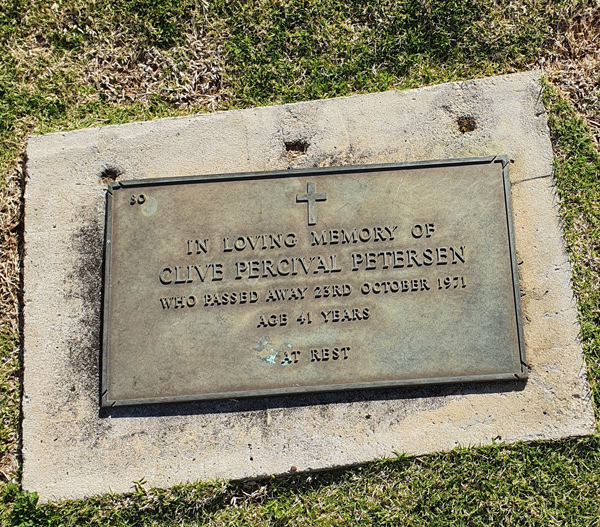 80
IN LOVING MEMORY OF
CLIVE PERCIVAL PETERSEN
WHO PASSED AWAY 23RD OCTOBER 1971
AGE 41 YEARS
AT REST